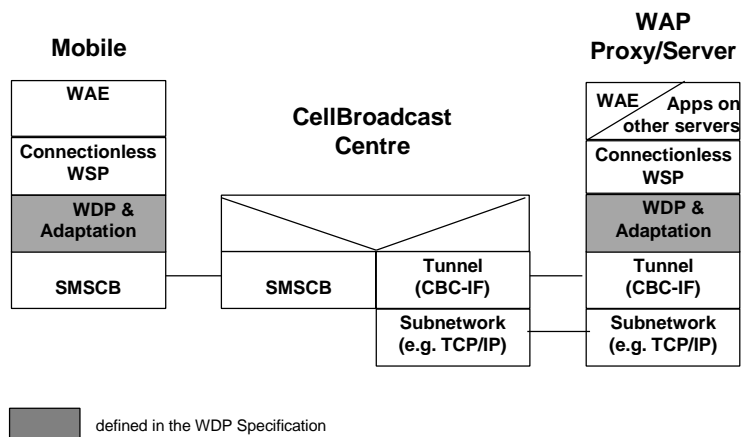 Mobile
WAE
Connectionless
WSP
WDP &
Adaptation
SMSCB
CellBroadcast
Centre
SMSCB
Tunnel
(CBC-IF)
Subnetwork
(e.g. TCP/IP)
WAP
Proxy/Server
WAE
Apps on
other servers
Connectionless
WSP
WDP &
Adaptation
Tunnel
(CBC-IF)
Subnetwork
(e.g. TCP/IP)
defined in the WDP Specification